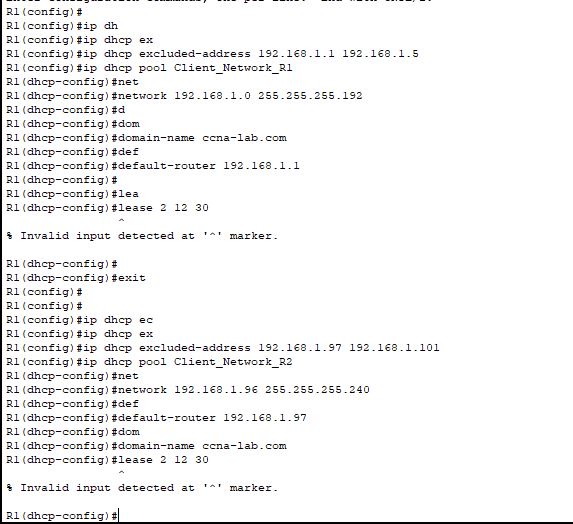 R1(config)#
R1(config)#ip dh
R1(config)#ip dhcp ex
R1(config)#ip dhcp excluded-address 192.168.1.1 192.168.1.5
R1(config)#ip dhcp pool Client_Network_R1
R1(dhcp-config)#net
R1(dhcp-config)#network 192.168.1.0 255.255.255.192
R1(dhcp-config)#d
R1(dhcp-config)#dom
R1(dhcp-config)#domain-name ccna-lab.com
R1(dhcp-config)#def
R1(dhcp-config)#default-router 192.168.1.1
R1(dhcp-config)#
R1(dhcp-config)#lea
R1(dhcp-config)#lease 2 12 30
^
% Invalid input detected at '^' marker.
R1(dhcp-config)#
R1(dhcp-config)#exit
R1(config)#
R1(config)#
R1(config)#ip dhcp ec
R1(config)#ip dhcp ex
R1(config)#ip dhcp excluded-address 192.168.1.97 192.168.1.101
R1(config)#ip dhcp pool Client_Network_R2
R1(dhcp-config)#net
R1(dhcp-config)#network 192.168.1.96 255.255.255.240
R1(dhcp-config)#def
R1(dhcp-config)#default-router 192.168.1.97
R1(dhcp-config)#dom
R1(dhcp-config)#domain-name ccna-lab.com
R1(dhcp-config)#lease 2 12 30
^
% Invalid input detected at '^' marker.
R1(dhcp-config)#